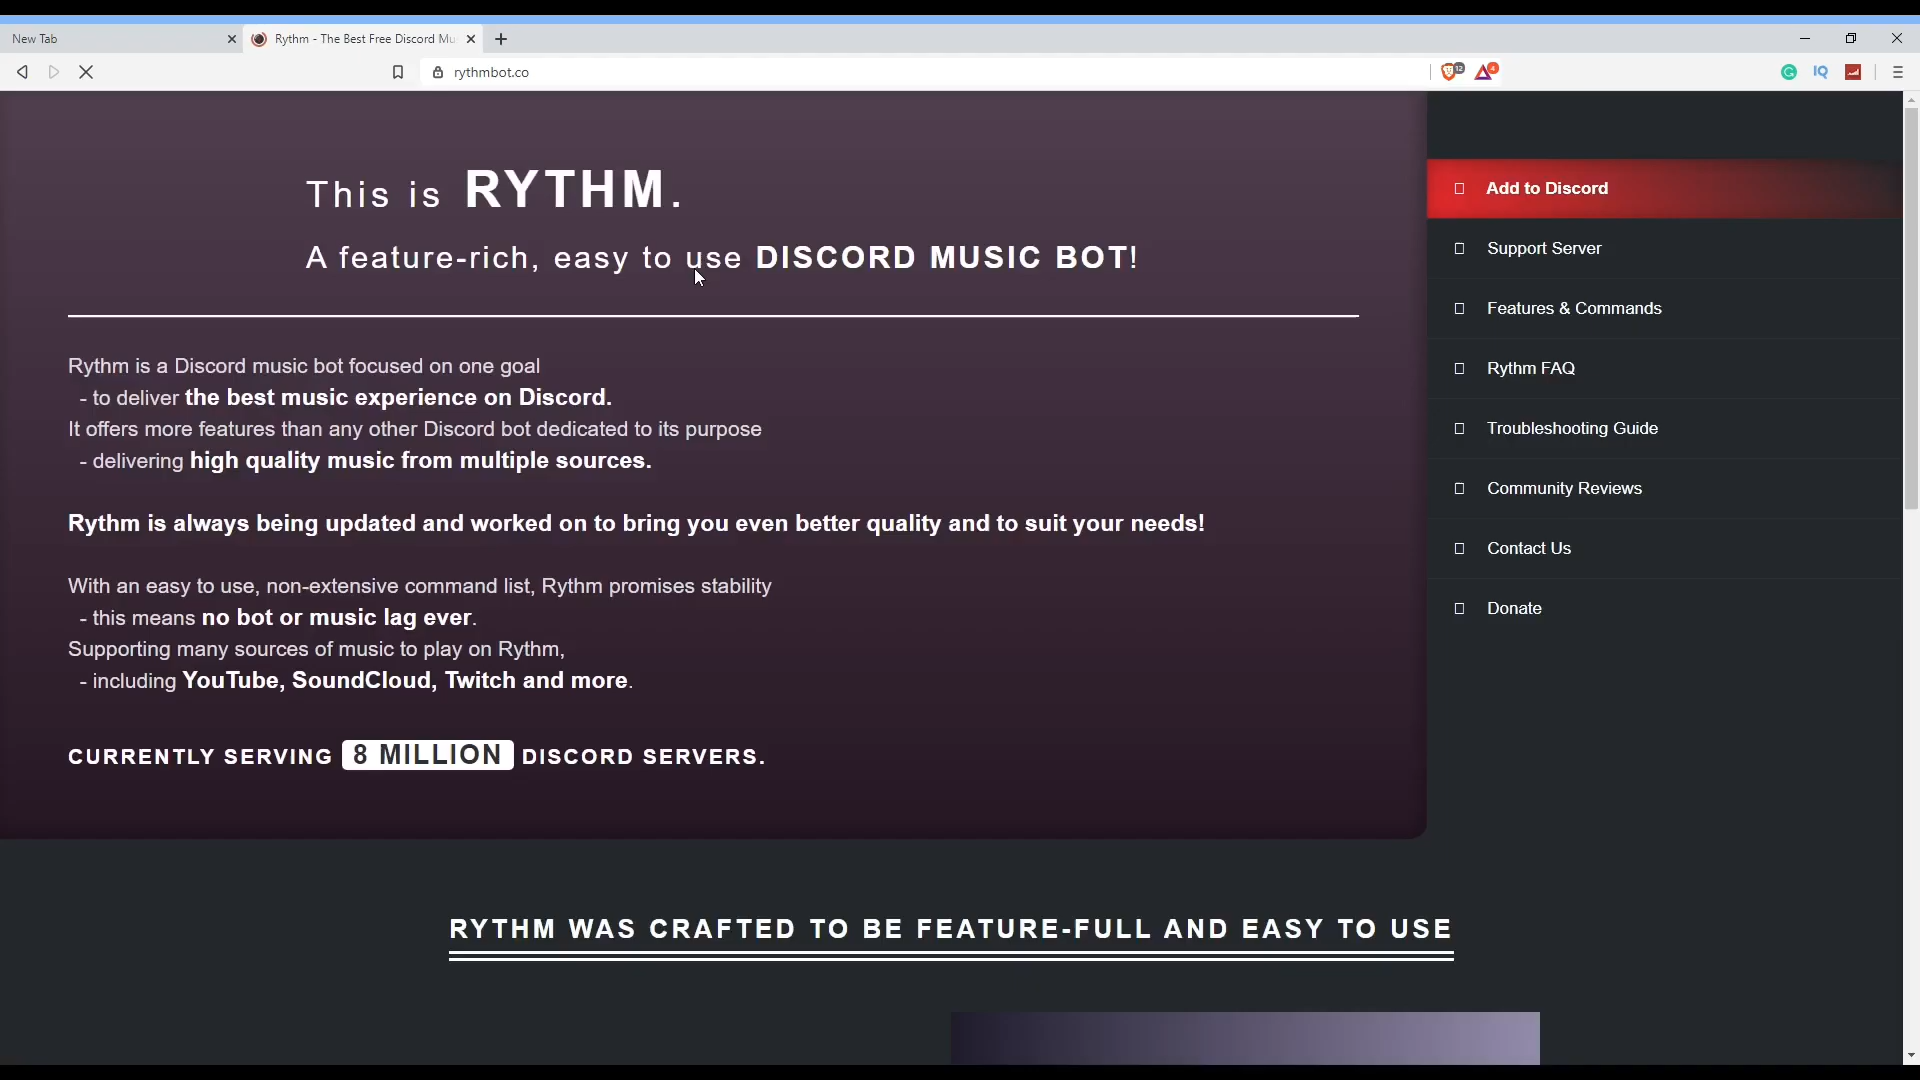 New Tab
Rythm - The Best Free Discord Mu
rythmbot.co
12
4
IQ
This is RYTHM.
A feature-rich, easy to use DISCORD MUSIC BOT!
Rythm is a Discord music bot focused on one goal
- to deliver the best music experience on Discord.
It offers more features than any other Discord bot dedicated to its purpose
- delivering high quality music from multiple sources.
Rythm is always being updated and worked on to bring you even better quality and to suit your needs!
With an easy to use, non-extensive command list, Rythm promises stability
- this means no bot or music lag ever.
Supporting many sources of music to play on Rythm,
- including YouTube, SoundCloud, Twitch and more.
CURRENTLY SERVING 8 MILLION DISCORD SERVERS.
Add to Discord
Support Server
Features & Commands
Rythm FAQ
Troubleshooting Guide
Community Reviews
Contact Us
Donate
RYTHM WAS CRAFTED TO BE FEATURE-FULL AND EASY TO USE